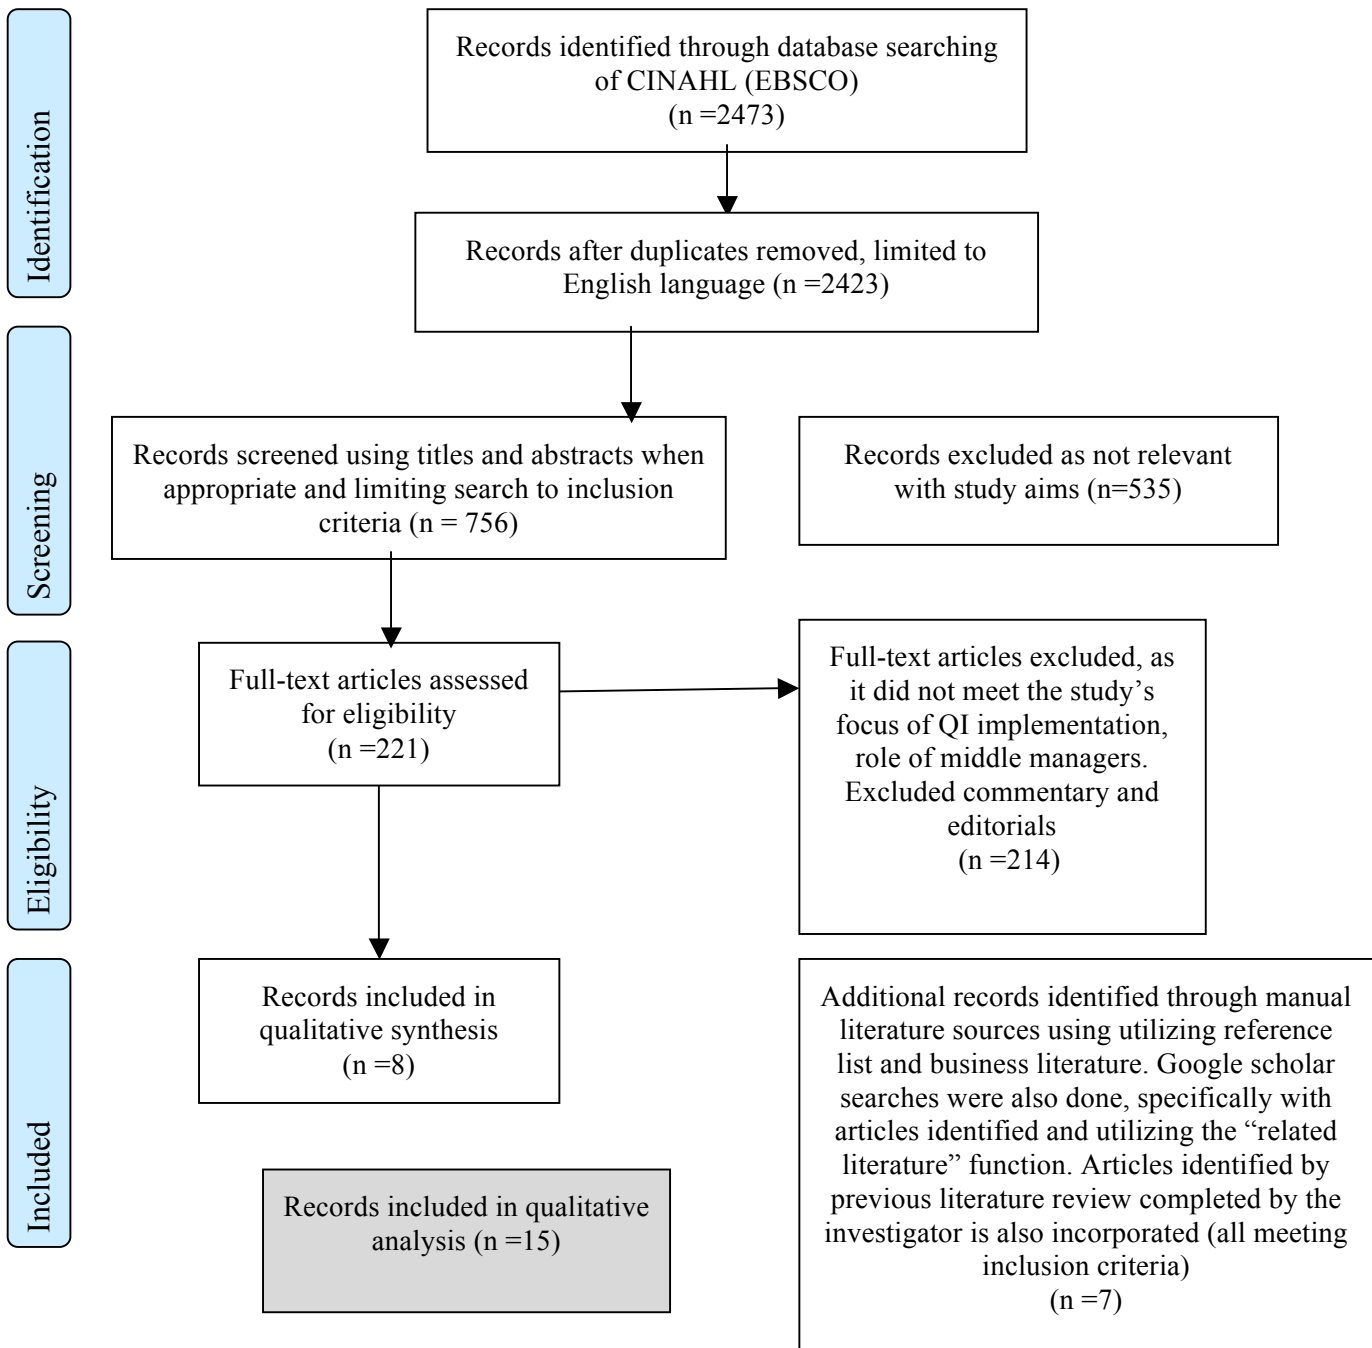 Identification
Records identified through database searching
of CINAHL (EBSCO)
(n =2473)
Records after duplicates removed, limited to
English language (n =2423)
Screening
Records screened using titles and abstracts when
appropriate and limiting search to inclusion
criteria (n = 756)
Records excluded as not relevant
with study aims (n=535)
Eligibility
Full-text articles assessed
for eligibility
(n =221)
Full-text articles excluded, as
it did not meet the study’s
focus of QI implementation,
role of middle managers.
Excluded commentary and
editorials
(n =214)
Included
Records included in
qualitative synthesis
(n =8)
Additional records identified through manual
literature sources using utilizing reference
list and business literature. Google scholar
searches were also done, specifically with
articles identified and utilizing the “related
literature” function. Articles identified by
previous literature review completed by the
investigator is also incorporated (all meeting
inclusion criteria)
(n =7)
Records included in qualitative
analysis (n =15)